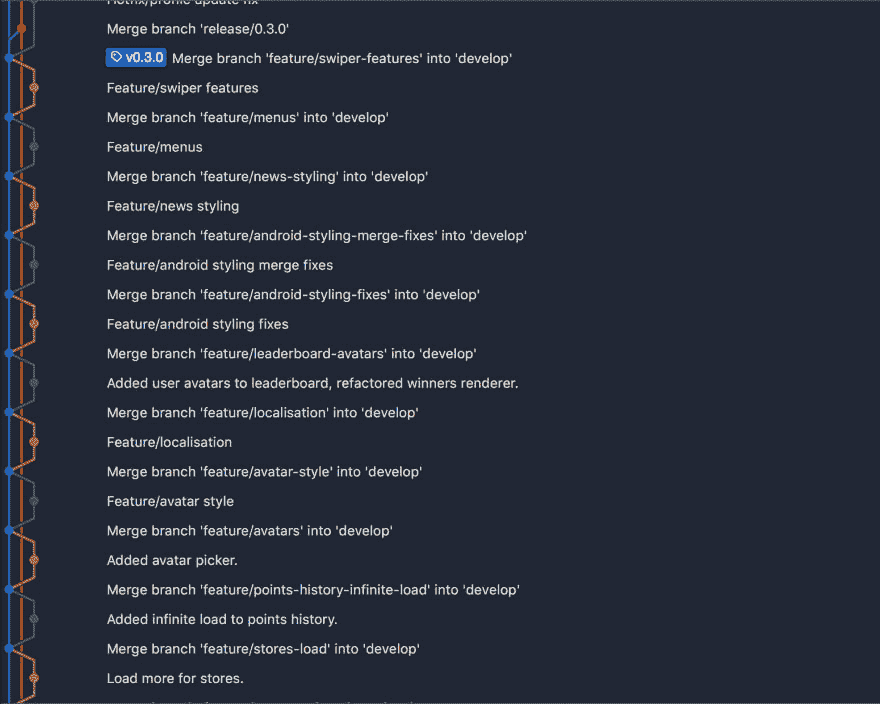 Hotfix/profile update fix
Merge branch 'release/0.3.0'
v0.3.0 Merge branch 'feature/swiper-features' into 'develop'
Feature/swiper features
Merge branch 'feature/menus' into 'develop'
Feature/menus
Merge branch 'feature/news-styling' into 'develop'
Feature/news styling
Merge branch 'feature/android-styling-merge-fixes' into 'develop'
Feature/android styling merge fixes
Merge branch 'feature/android-styling-fixes' into 'develop'
Feature/android styling fixes
Merge branch 'feature/leaderboard-avatars' into 'develop'
Added user avatars to leaderboard, refactored winners renderer.
Merge branch 'feature/localisation' into 'develop'
Feature/localisation
Merge branch 'feature/avatar-style' into 'develop'
Feature/avatar style
Merge branch 'feature/avatars' into 'develop'
Added avatar picker.
Merge branch 'feature/points-history-infinite-load' into 'develop'
Added infinite load to points history.
Merge branch 'feature/stores-load' into 'develop'
Load more for stores.